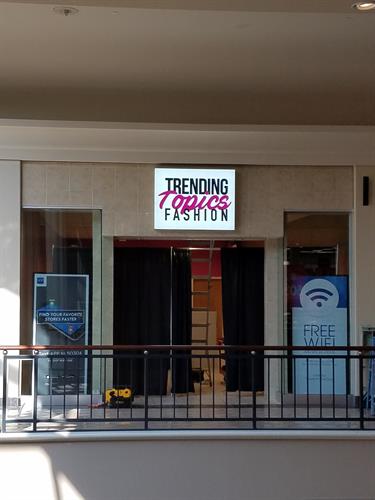 TRENDING
Topics
FASHION
FIND YOUR FAVORITE
STORES FASTER
FREE
WIFI